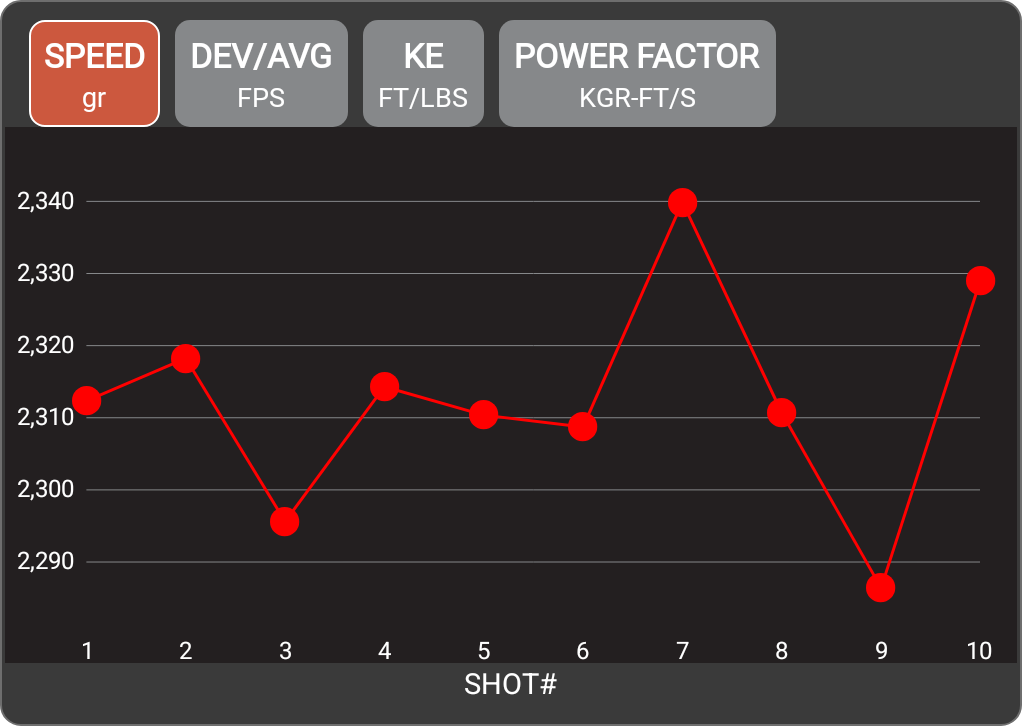 SPEED DEV/AVG KE POWER FACTOR
gr FPS FT/LBS KGR-FT/S
2,340
2,330
2,320
2,310
2,300
2,290
1 2 3 4 5 6 7 8 9 10
SHOT#